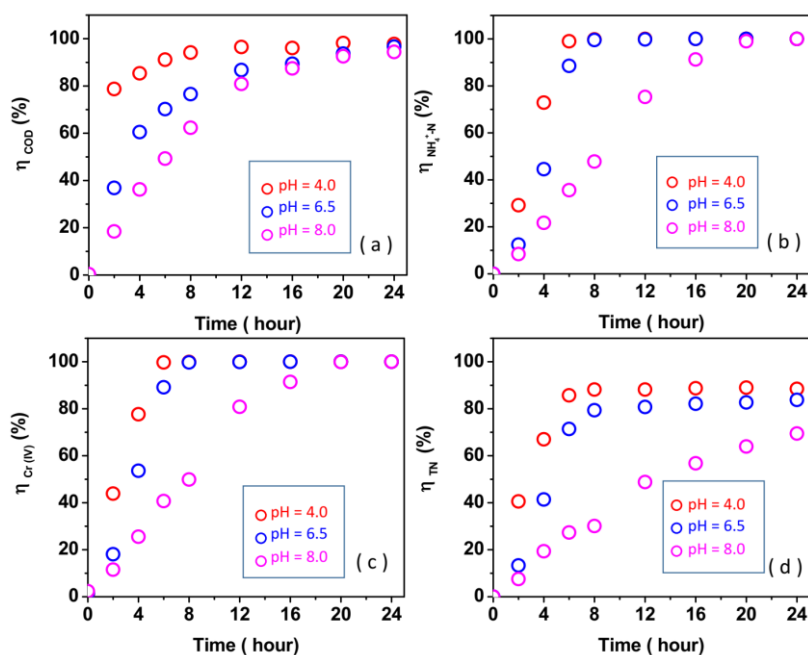 η COD (%)
100
80
60
40
20
0
pH = 4.0
pH = 6.5
pH = 8.0
( a )
0 4 8 12 16 20 24
Time ( hour)
η NH₄⁺-N (%)
100
80
60
40
20
0
pH = 4.0
pH = 6.5
pH = 8.0
( b )
0 4 8 12 16 20 24
Time ( hour)
η Cr (IV) (%)
100
80
60
40
20
0
pH = 4.0
pH = 6.5
pH = 8.0
( c )
0 4 8 12 16 20 24
Time ( hour)
η TN (%)
100
80
60
40
20
0
pH = 4.0
pH = 6.5
pH = 8.0
( d )
0 4 8 12 16 20 24
Time ( hour)